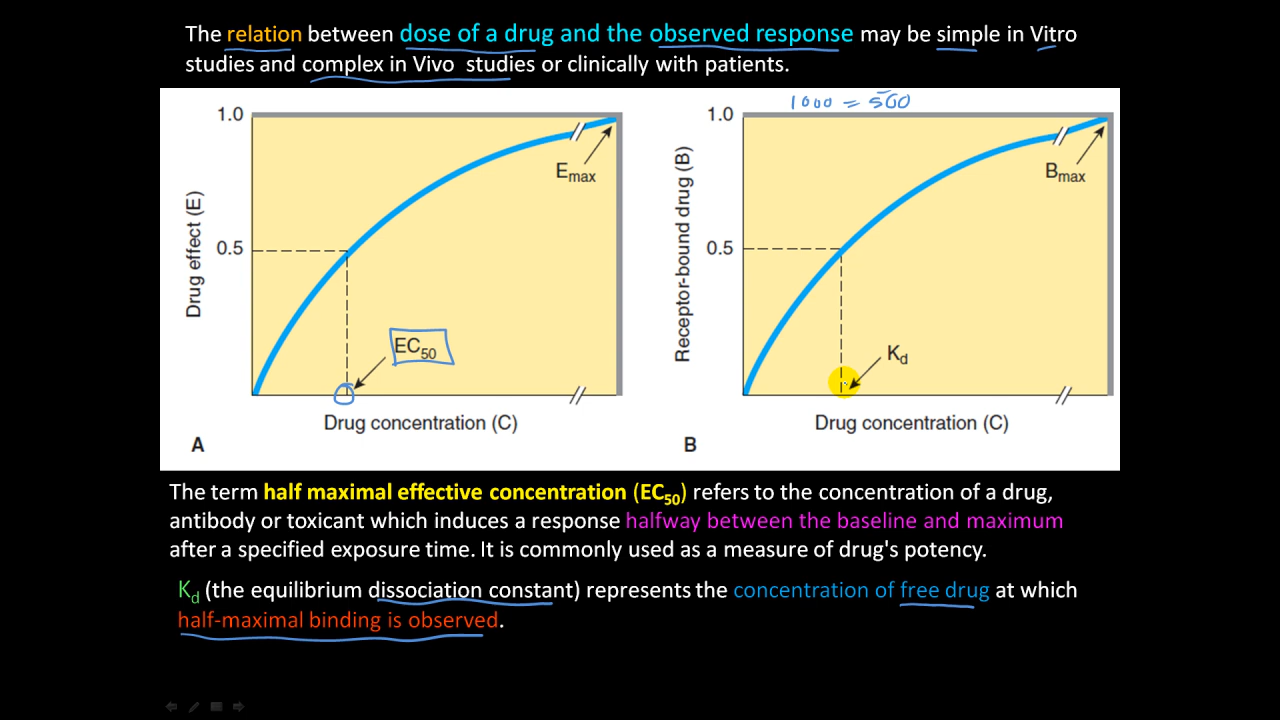 The relation between dose of a drug and the observed response may be simple in Vitro
studies and complex in Vivo studies or clinically with patients.
1000 = 500
1.0
Emax
Drug effect (E)
0.5
EC50
Drug concentration (C)
A
1.0
Bmax
Receptor-bound drug (B)
0.5
Kd
Drug concentration (C)
B
The term half maximal effective concentration (EC50) refers to the concentration of a drug,
antibody or toxicant which induces a response halfway between the baseline and maximum
after a specified exposure time. It is commonly used as a measure of drug's potency.
Kd (the equilibrium dissociation constant) represents the concentration of free drug at which
half-maximal binding is observed.